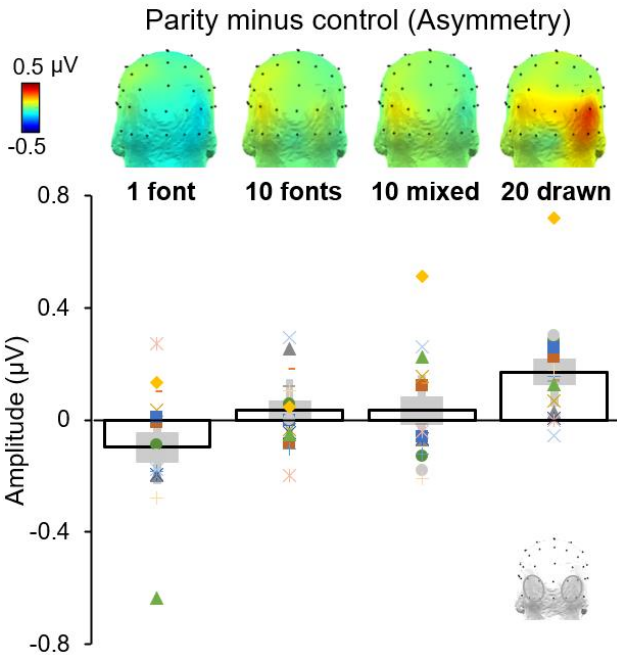 Parity minus control (Asymmetry)
0.5 µV
-0.5
1 font 10 fonts 10 mixed 20 drawn
0.8
0.4
0
-0.4
-0.8
Amplitude (µV)